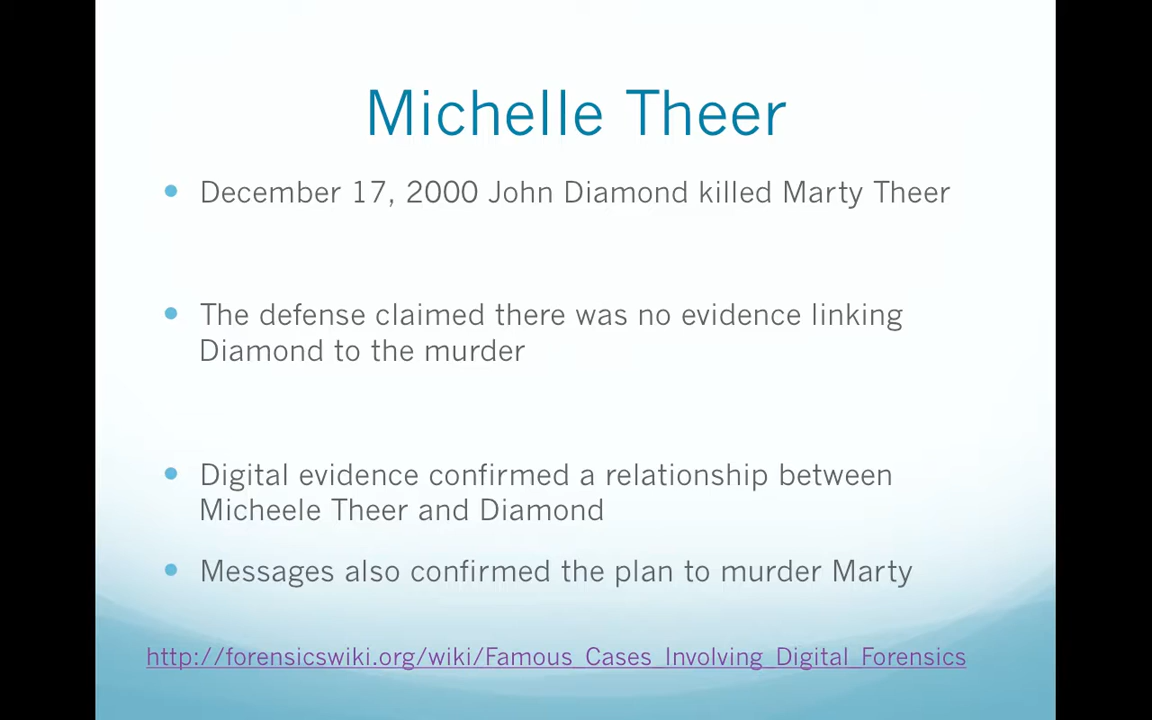 Michelle Theer
• December 17, 2000 John Diamond killed Marty Theer
• The defense claimed there was no evidence linking
Diamond to the murder
• Digital evidence confirmed a relationship between
Micheele Theer and Diamond
• Messages also confirmed the plan to murder Marty
http://forensicswiki.org/wiki/Famous_Cases_Involving_Digital_Forensics